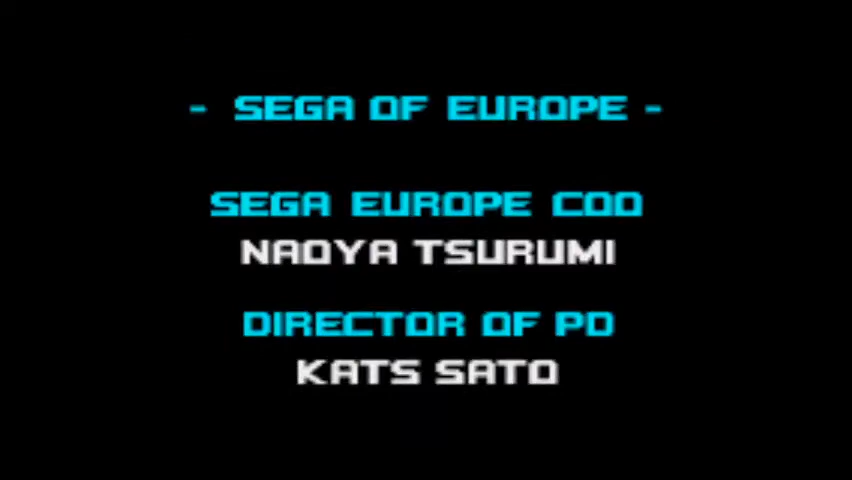 - SEGA OF EUROPE -
SEGA EUROPE COO
NAOYA TSURUMI
DIRECTOR OF PD
KATS SATO